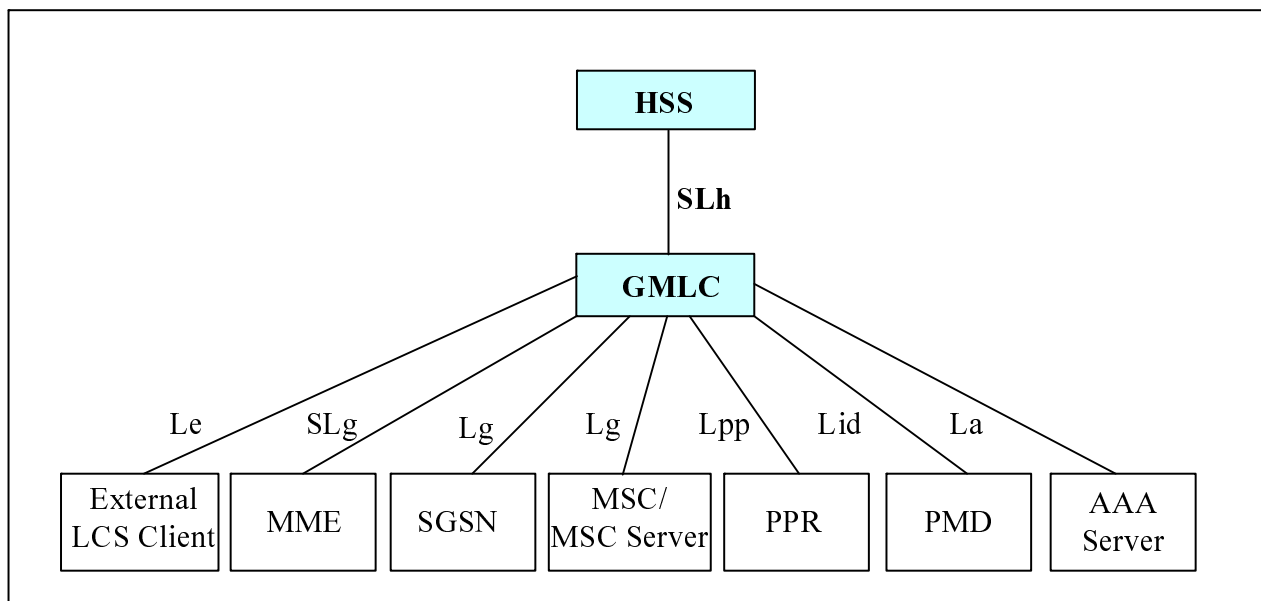 HSS
SLh
GMLC
Le
SLg
Lg
Lg
Lpp
Lid
La
External
LCS Client
MME
SGSN
MSC/
MSC Server
PPR
PMD
AAA
Server